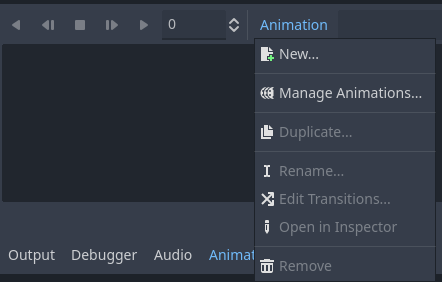 0
Animation
New...
Manage Animations...
Duplicate...
Rename...
Edit Transitions...
Open in Inspector
Remove
Output Debugger Audio Animat